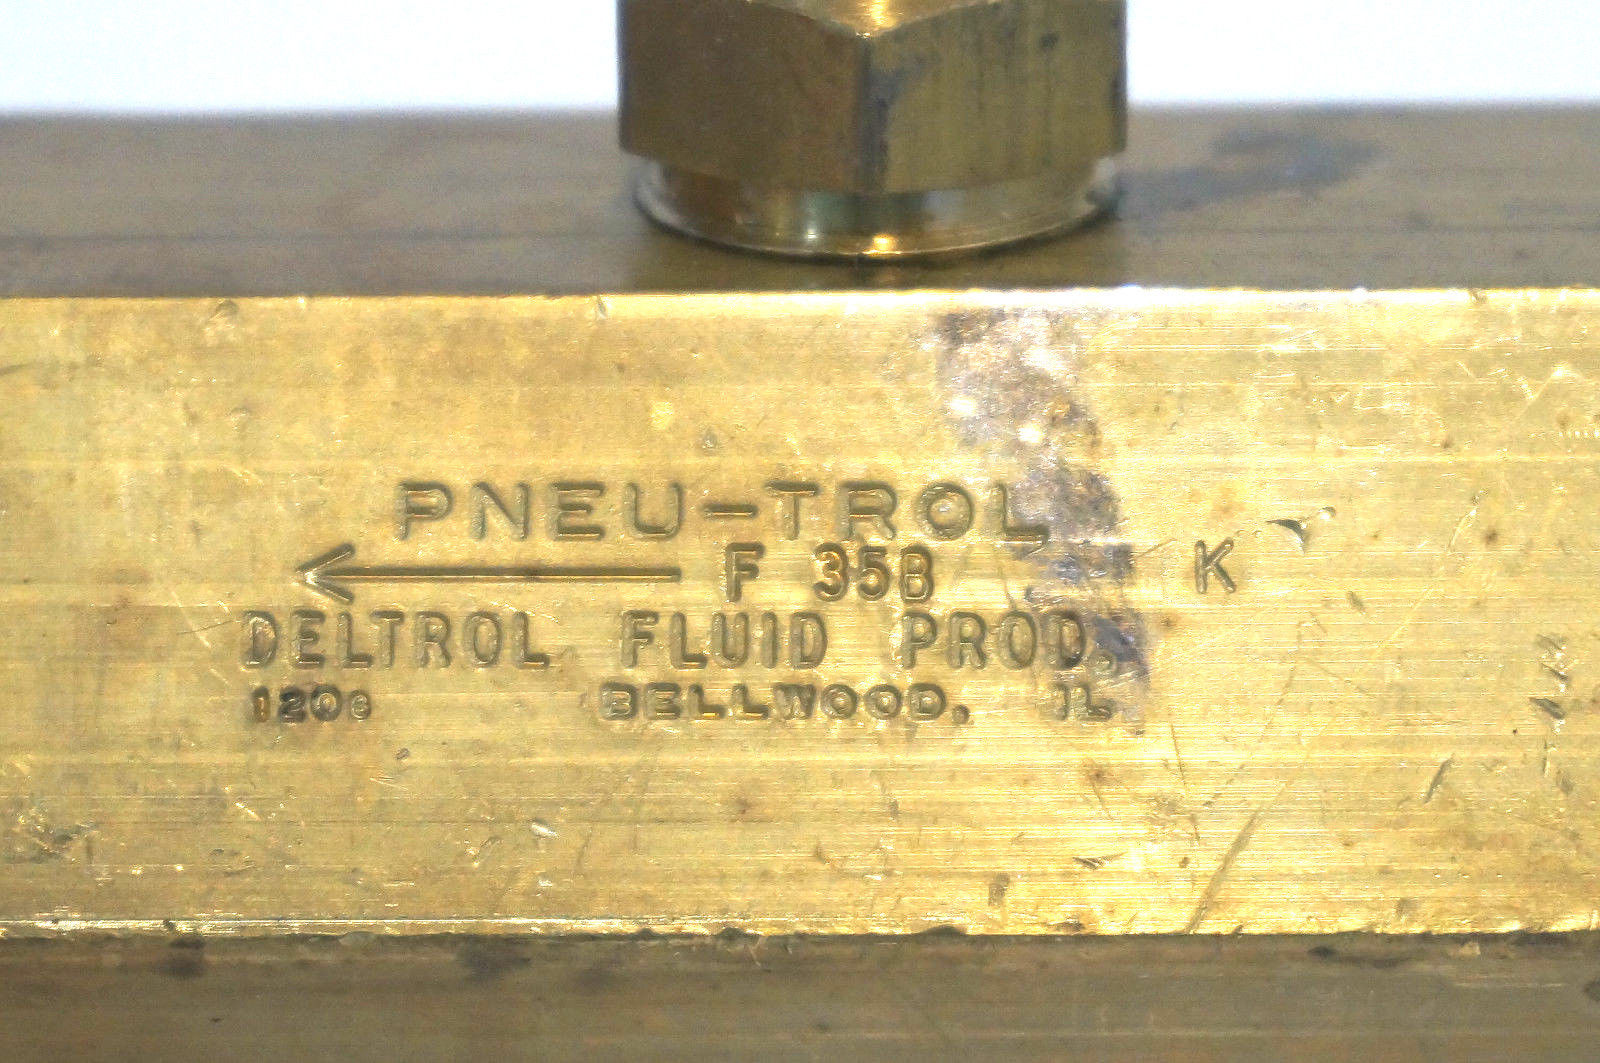 PNEU-TROL
F 35B K
DELTROL FLUID PROD.
BELLWOOD, IL